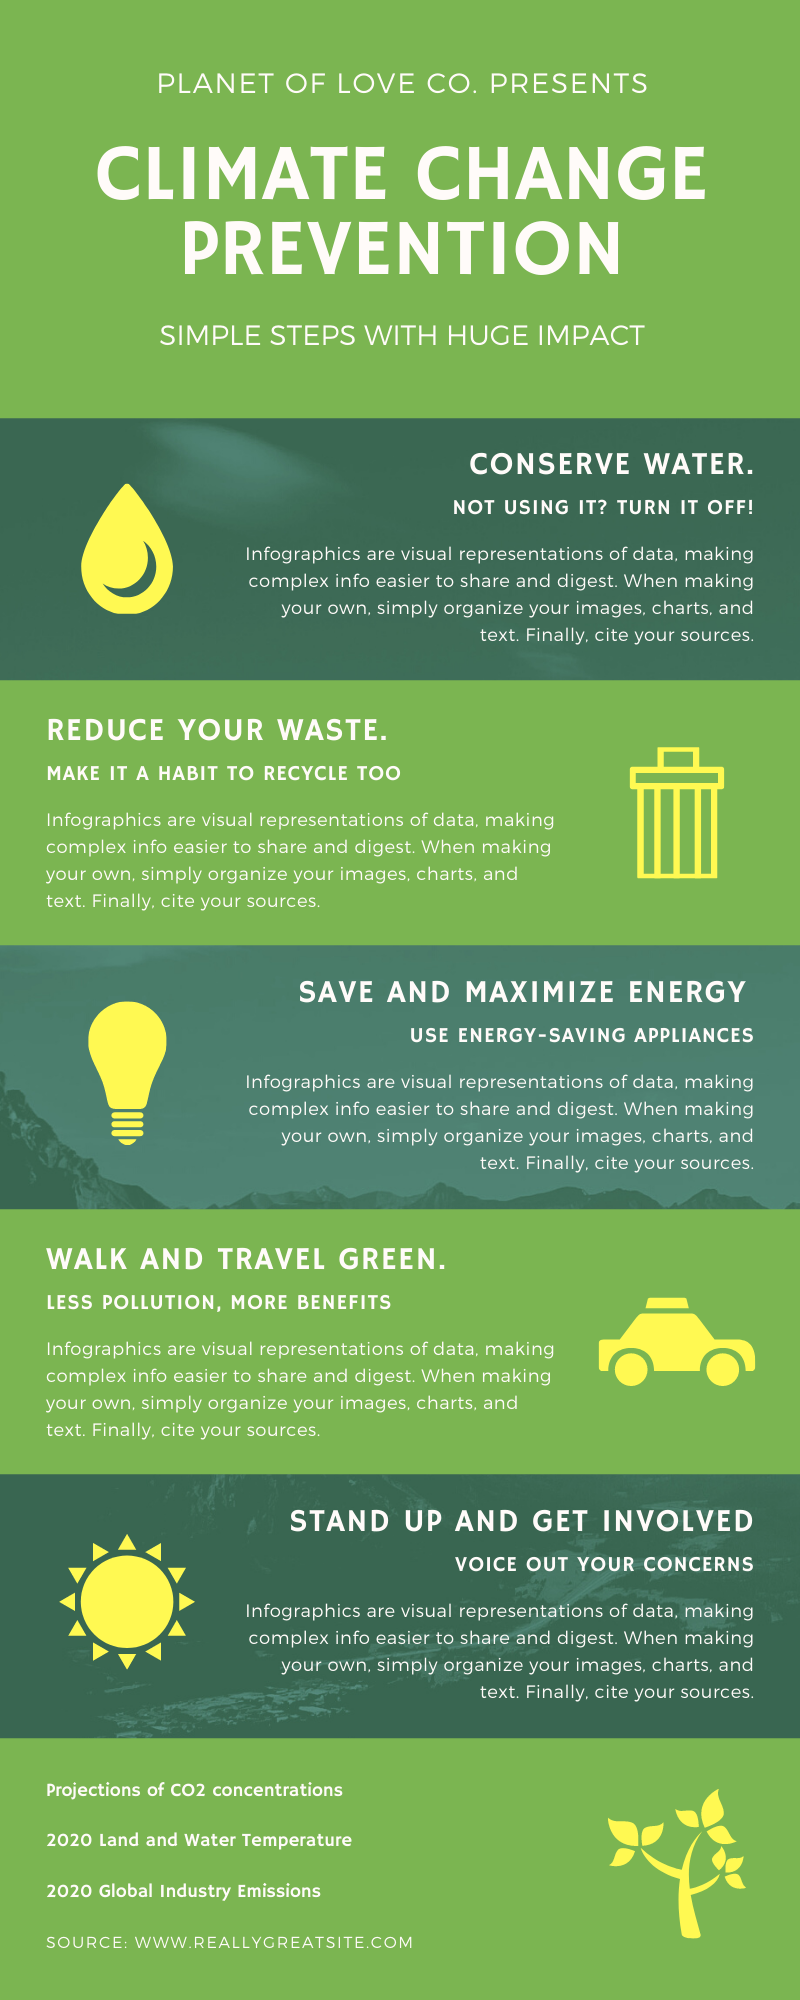 PLANET OF LOVE CO. PRESENTS
CLIMATE CHANGE
PREVENTION
SIMPLE STEPS WITH HUGE IMPACT
CONSERVE WATER.
NOT USING IT? TURN IT OFF!
Infographics are visual representations of data, making
complex info easier to share and digest. When making
your own, simply organize your images, charts, and
text. Finally, cite your sources.
REDUCE YOUR WASTE.
MAKE IT A HABIT TO RECYCLE TOO
Infographics are visual representations of data, making
complex info easier to share and digest. When making
your own, simply organize your images, charts, and
text. Finally, cite your sources.
SAVE AND MAXIMIZE ENERGY
USE ENERGY-SAVING APPLIANCES
Infographics are visual representations of data, making
complex info easier to share and digest. When making
your own, simply organize your images, charts, and
text. Finally, cite your sources.
WALK AND TRAVEL GREEN.
LESS POLLUTION, MORE BENEFITS
Infographics are visual representations of data, making
complex info easier to share and digest. When making
your own, simply organize your images, charts, and
text. Finally, cite your sources.
STAND UP AND GET INVOLVED
VOICE OUT YOUR CONCERNS
Infographics are visual representations of data, making
complex info easier to share and digest. When making
your own, simply organize your images, charts, and
text. Finally, cite your sources.
Projections of CO2 concentrations
2020 Land and Water Temperature
2020 Global Industry Emissions
SOURCE: WWW.REALLYGREATSITE.COM